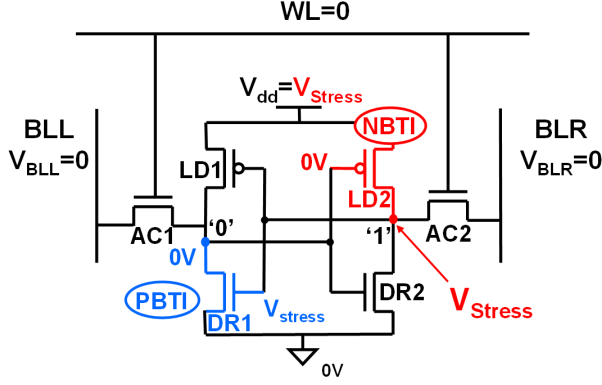 WL=0
Vdd=VStress
BLL
NBTI
BLR
VBLL=0
LD1
0V
VBLR=0
LD2
AC1
'0'
'1'
AC2
0V
PBTI
Vstress
DR2
VStress
DR1
0V